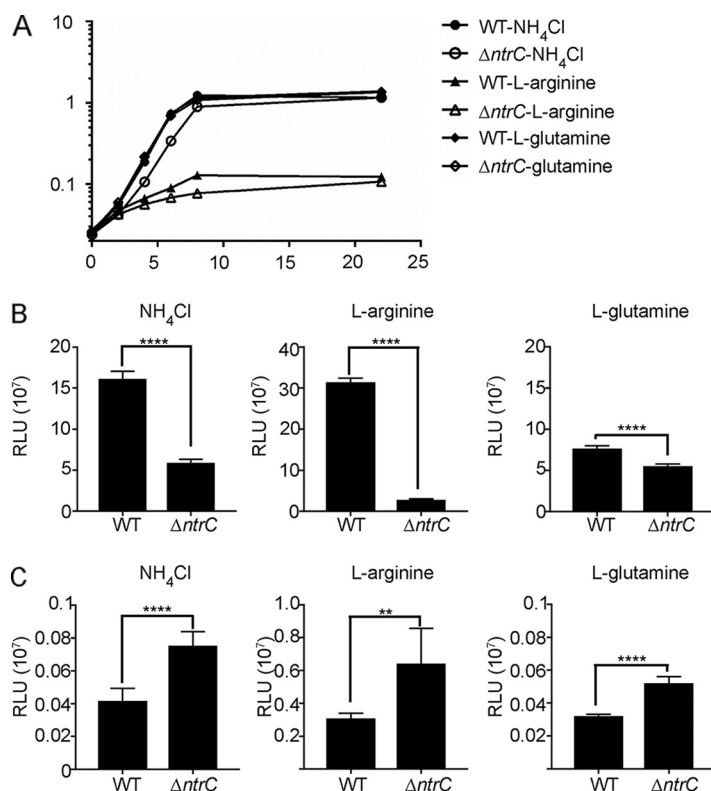 A
10
1
0.1
0
5
10
15
20
25
WT-NH4Cl
ΔntrC-NH4Cl
WT-L-arginine
ΔntrC-L-arginine
WT-L-glutamine
ΔntrC-glutamine
B
NH4Cl
L-arginine
L-glutamine
RLU (10⁷)
20
15
10
5
0
****
WT
ΔntrC
RLU (10⁷)
40
30
20
10
0
****
WT
ΔntrC
RLU (10⁷)
20
15
10
5
0
****
WT
ΔntrC
C
NH4Cl
L-arginine
L-glutamine
RLU (10⁷)
0.1
0.08
0.06
0.04
0.02
0
****
WT
ΔntrC
RLU (10⁷)
1.0
0.8
0.6
0.4
0.2
**
WT
ΔntrC
RLU (10⁷)
0.1
0.08
0.06
0.04
0.02
0
****
WT
ΔntrC